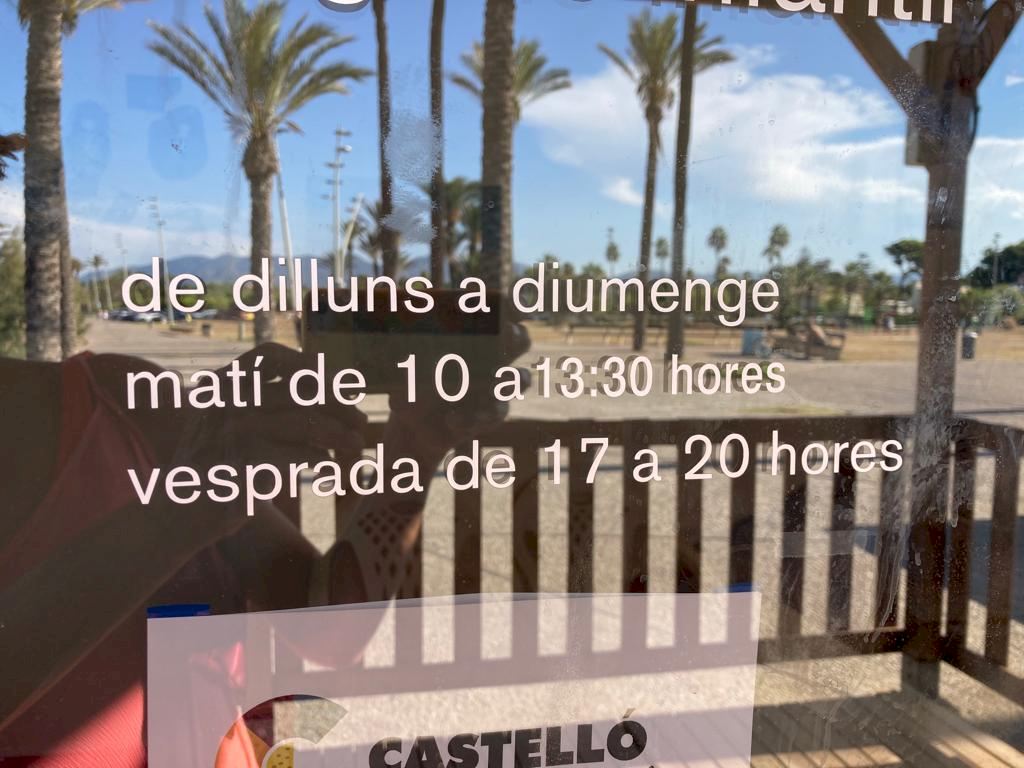 de dilluns a diumenge
matí de 10 a 13:30 hores
vesprada de 17 a 20 hores
CASTELLÓ